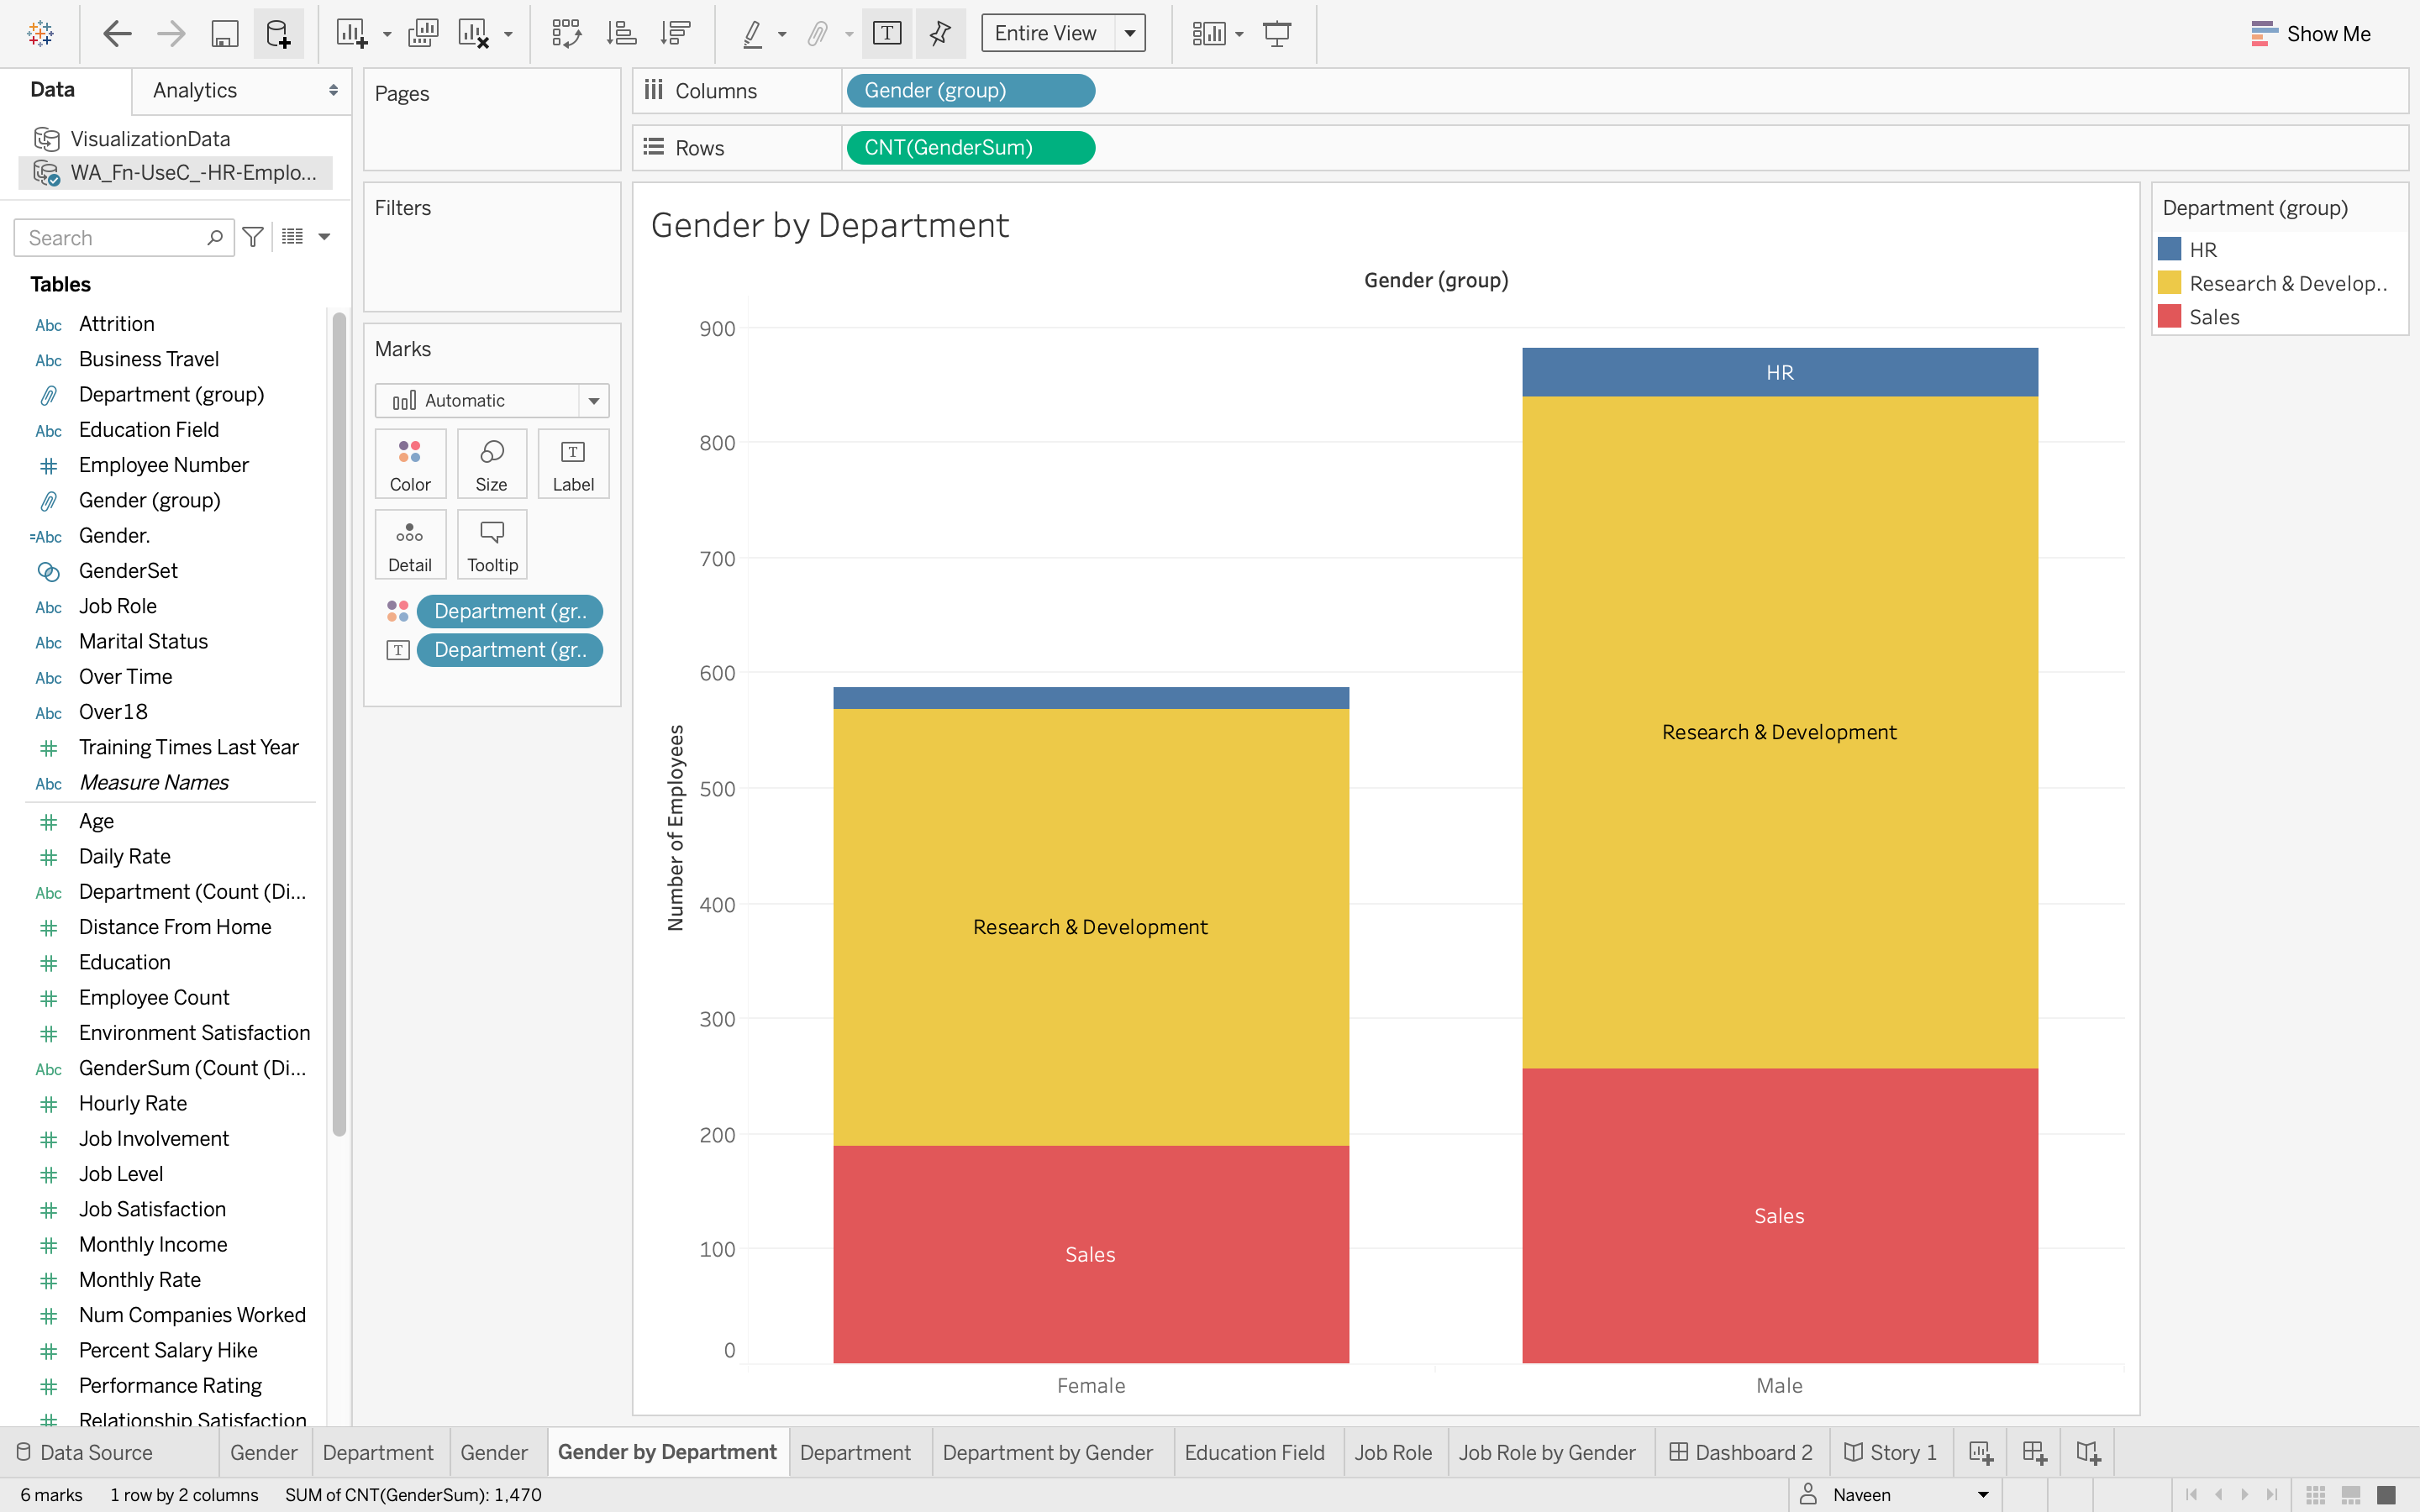 Entire View
Show Me
Data
Analytics
Pages
Columns
Gender (group)
Rows
CNT(GenderSum)
VisualizationData
WA_Fn-UseC_-HR-Emplo...
Search
Tables
Abc Attrition
Abc Business Travel
Department (group)
Abc Education Field
# Employee Number
Gender (group)
=Abc Gender.
GenderSet
Abc Job Role
Abc Marital Status
Abc Over Time
Abc Over18
# Training Times Last Year
Abc Measure Names
# Age
# Daily Rate
Abc Department (Count (Di...
# Distance From Home
# Education
# Employee Count
# Environment Satisfaction
Abc GenderSum (Count (Di...
# Hourly Rate
# Job Involvement
# Job Level
# Job Satisfaction
# Monthly Income
# Monthly Rate
# Num Companies Worked
# Percent Salary Hike
# Performance Rating
# Relationship Satisfaction
Filters
Marks
Automatic
Color
Size
T
Label
Detail
Tooltip
Department (gr..
T Department (gr..
Gender by Department
Gender (group)
Number of Employees
900
800
700
600
500
400
300
200
100
0
Research & Development
Sales
HR
Research & Development
Sales
Female
Male
Department (group)
HR
Research & Develop..
Sales
Data Source
Gender
Department
Gender
Gender by Department
Department
Department by Gender
Education Field
Job Role
Job Role by Gender
Dashboard 2
Story 1
6 marks
1 row by 2 columns
SUM of CNT(GenderSum): 1,470
Naveen